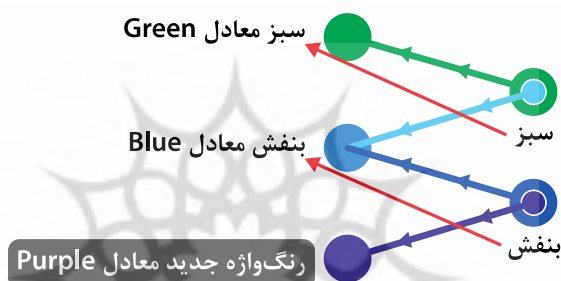 سبز معادل Green
سبز
بنفش معادل Blue
بنفش
رنگ‌واژه جدید معادل Purple